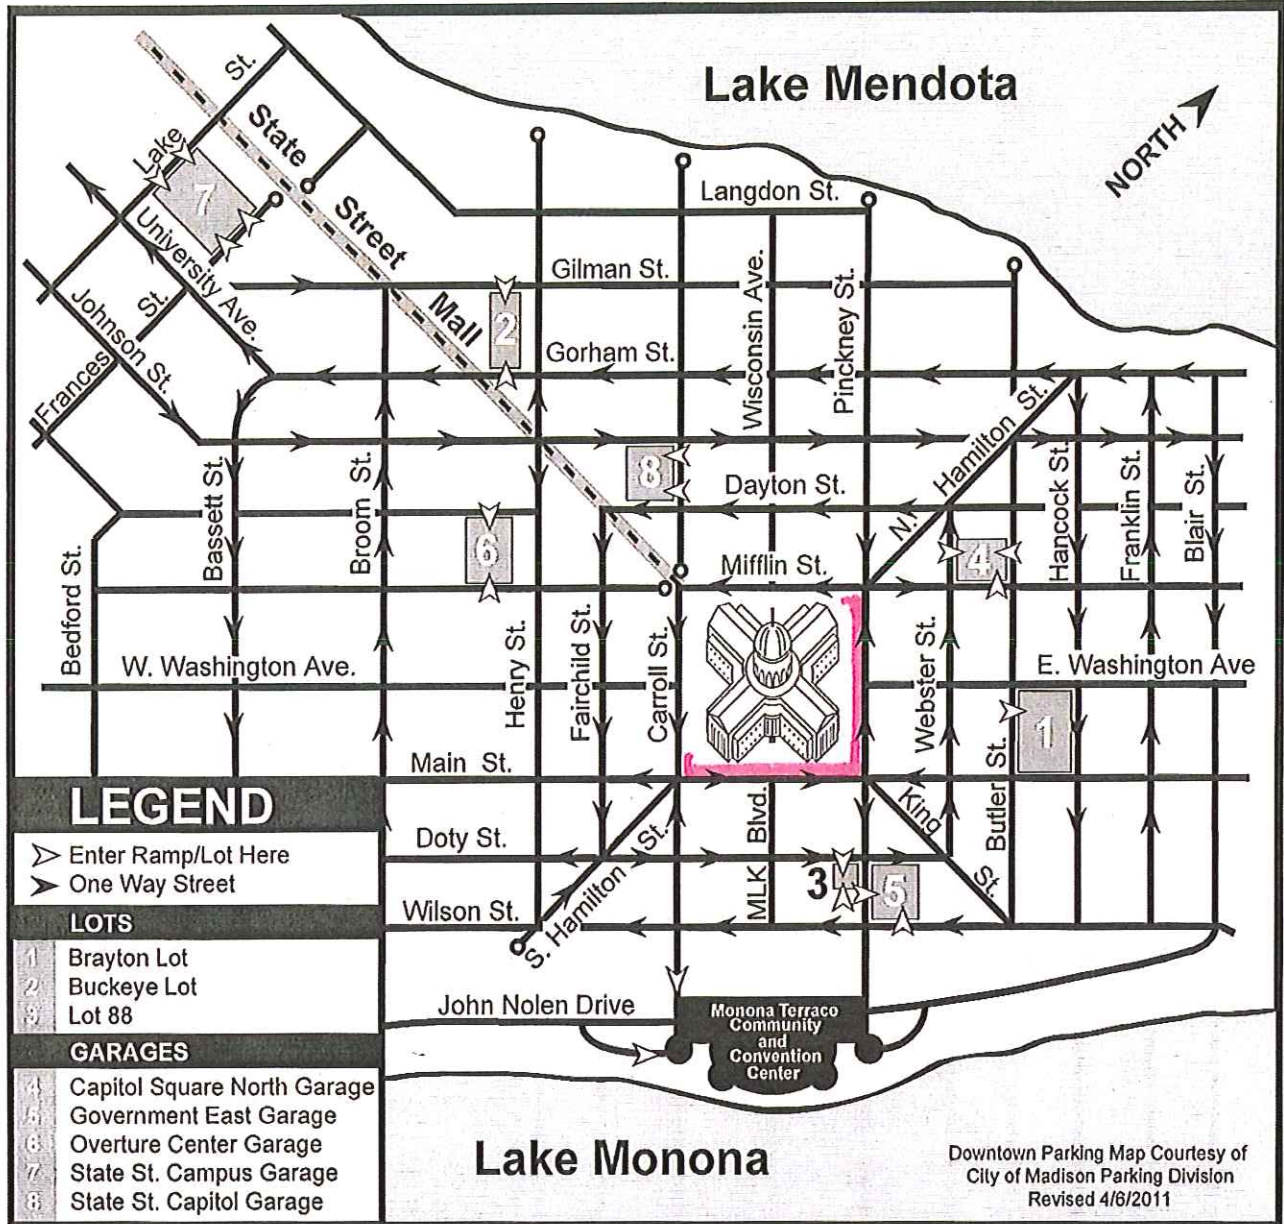 Lake Mendota
NORTH
St.
Lake
State
Street
Mall
7
Langdon St.
University Ave.
Gilman St.
2
Johnson St.
St.
Frances
Gorham St.
Wisconsin Ave.
Pinckney St.
N. Hamilton St.
8
Dayton St.
Bassett St.
Broom St.
6
4
Hancock St.
Franklin St.
Blair St.
Mifflin St.
Bedford St.
W. Washington Ave.
Henry St.
Fairchild St.
Carroll St.
Webster St.
E. Washington Ave
1
Main St.
Butler St.
King St.
MLK Blvd.
Doty St.
3
5
S. Hamilton St.
Wilson St.
John Nolen Drive
Monona Terraco
Community
and
Convention
Center
LEGEND
Enter Ramp/Lot Here
One Way Street
LOTS
1 Brayton Lot
2 Buckeye Lot
3 Lot 88
GARAGES
4 Capitol Square North Garage
5 Government East Garage
6 Overture Center Garage
7 State St. Campus Garage
8 State St. Capitol Garage
Lake Monona
Downtown Parking Map Courtesy of
City of Madison Parking Division
Revised 4/6/2011